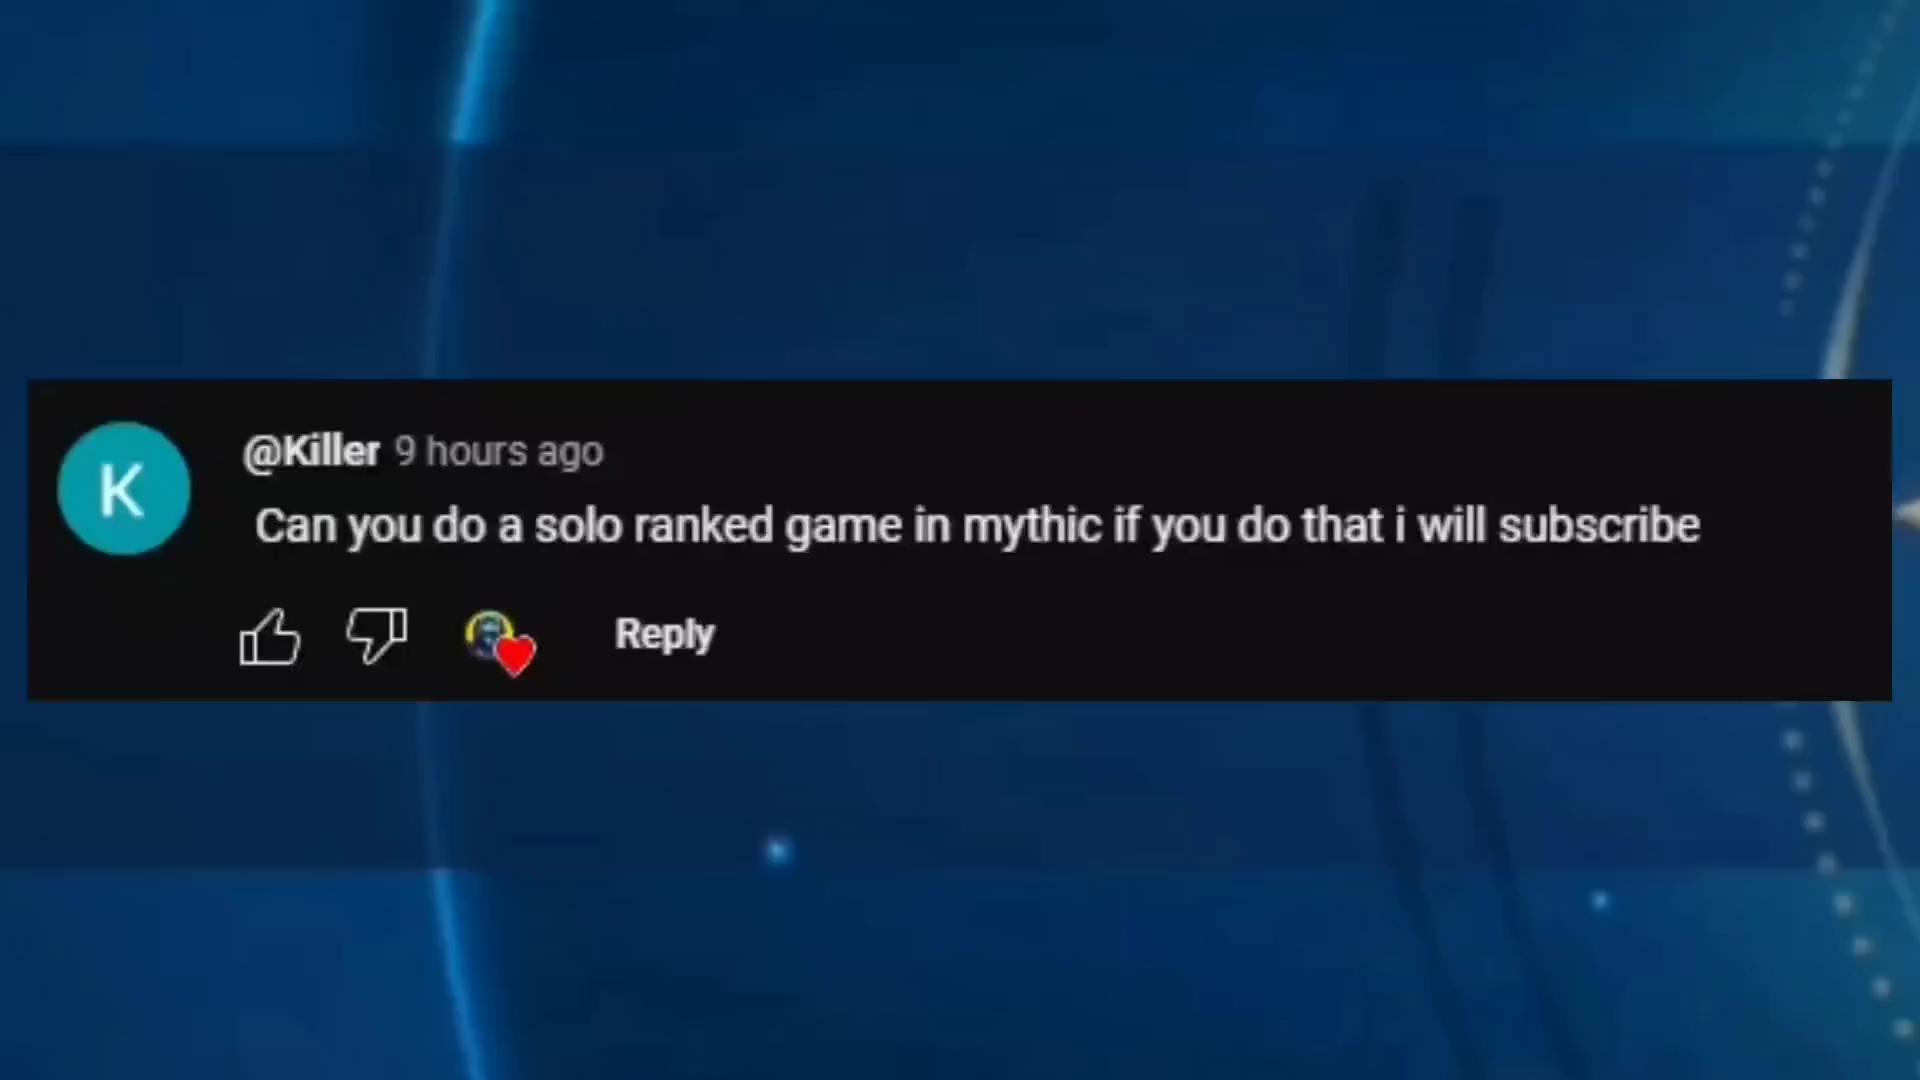 K
@Killer 9 hours ago
Can you do a solo ranked game in mythic if you do that i will subscribe
Reply